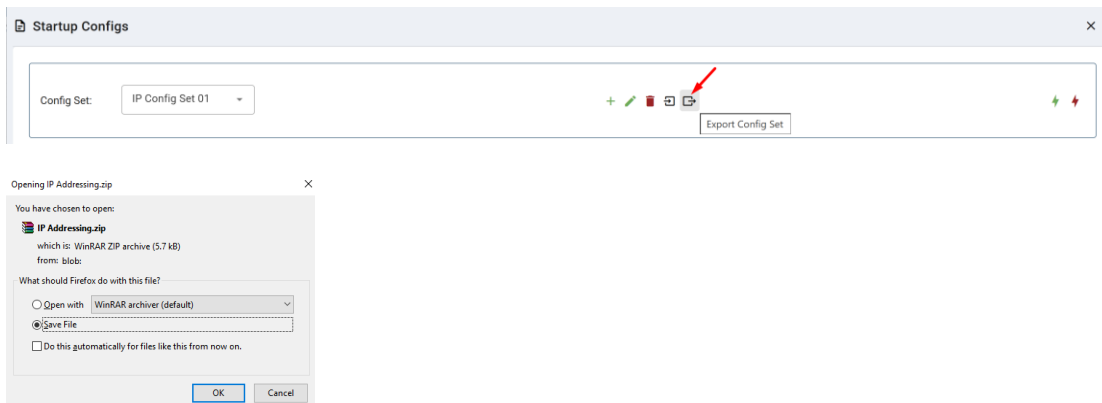 Startup Configs
Config Set: IP Config Set 01
Export Config Set
Opening IP Addressing.zip
You have chosen to open:
IP Addressing.zip
which is: WinRAR ZIP archive (5.7 kB)
from: blob:
What should Firefox do with this file?
Open with WinRAR archiver (default)
Save File
Do this automatically for files like this from now on.
OK Cancel